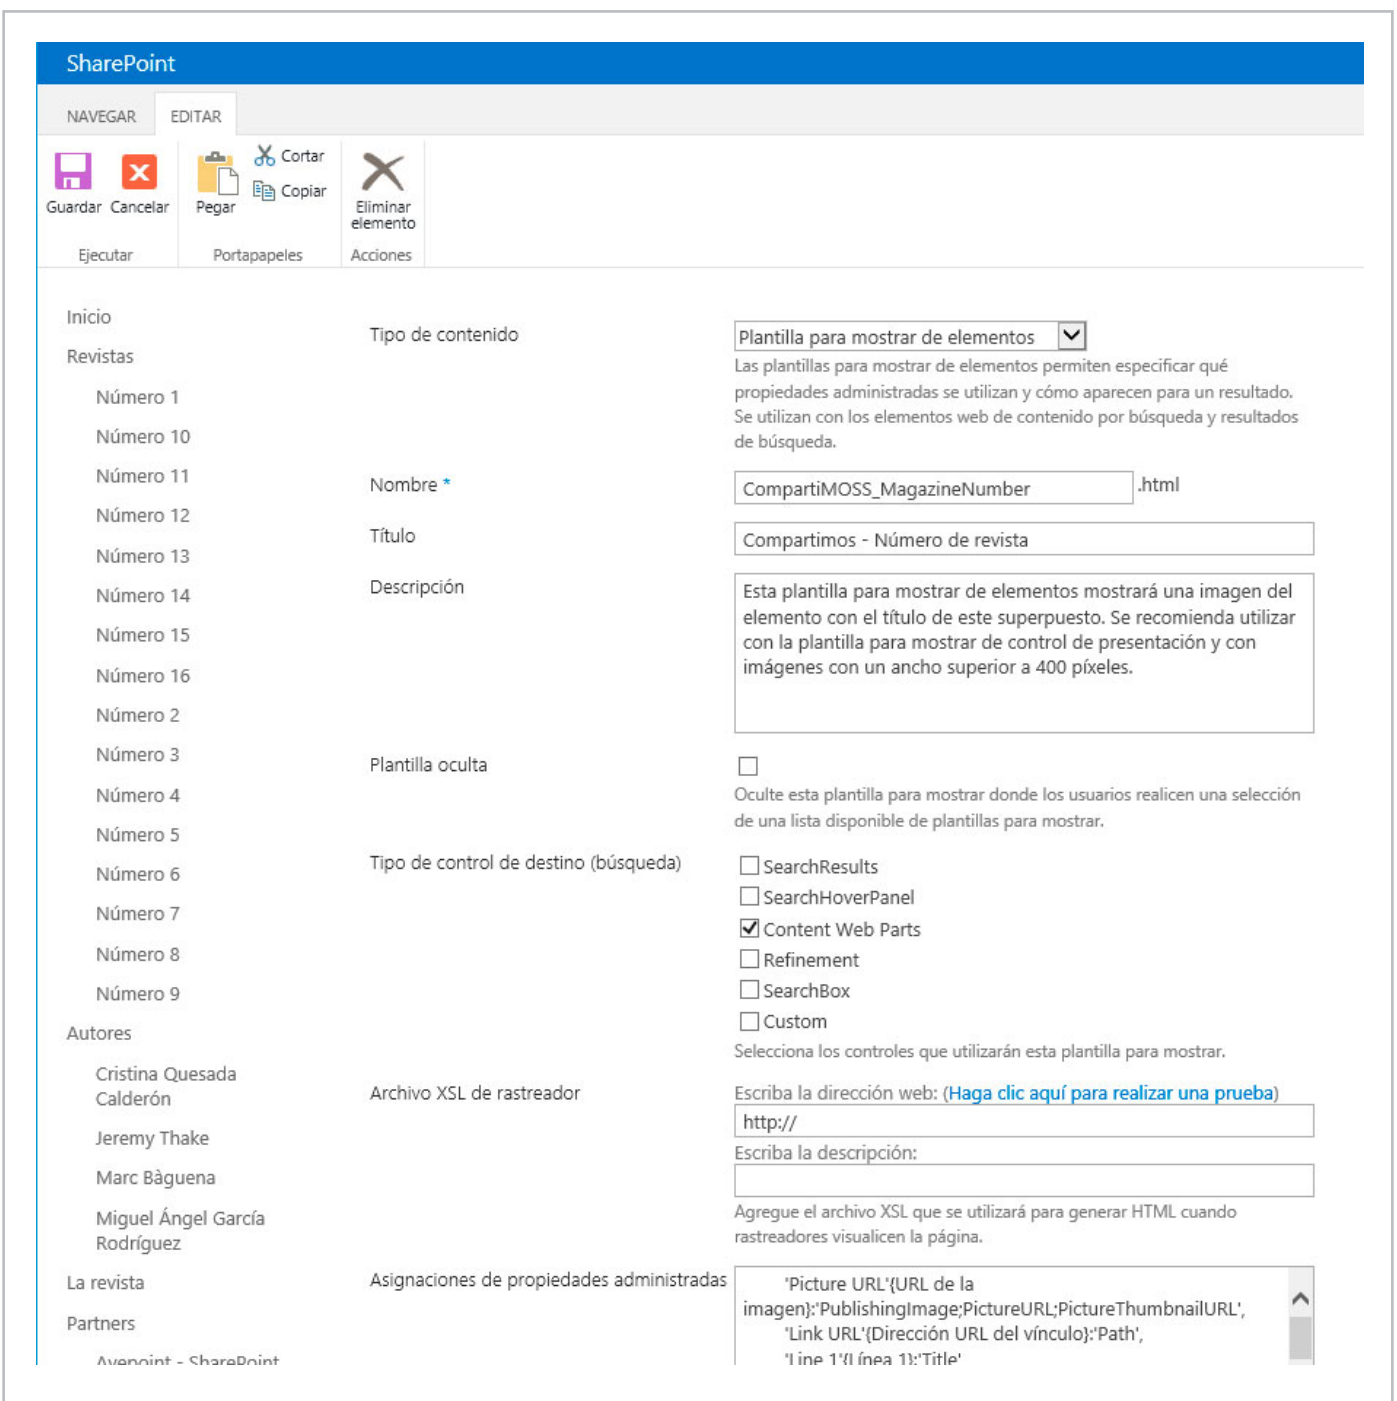 SharePoint
NAVEGAR
EDITAR
Guardar
Cancelar
Pegar
Cortar
Copiar
Eliminar
elemento
Ejecutar
Portapapeles
Acciones
Inicio
Revistas
Número 1
Número 10
Número 11
Número 12
Número 13
Número 14
Número 15
Número 16
Número 2
Número 3
Número 4
Número 5
Número 6
Número 7
Número 8
Número 9
Autores
Cristina Quesada
Calderón
Jeremy Thake
Marc Bàguena
Miguel Ángel García
Rodríguez
La revista
Partners
Avepoint - SharePoint
Tipo de contenido
Plantilla para mostrar de elementos
Las plantillas para mostrar de elementos permiten especificar qué
propiedades administradas se utilizan y cómo aparecen para un resultado.
Se utilizan con los elementos web de contenido por búsqueda y resultados
de búsqueda.
Nombre *
CompartiMOSS_MagazineNumber
.html
Título
Compartimos - Número de revista
Descripción
Esta plantilla para mostrar de elementos mostrará una imagen del
elemento con el título de este superpuesto. Se recomienda utilizar
con la plantilla para mostrar de control de presentación y con
imágenes con un ancho superior a 400 píxeles.
Plantilla oculta
Oculte esta plantilla para mostrar donde los usuarios realicen una selección
de una lista disponible de plantillas para mostrar.
Tipo de control de destino (búsqueda)
SearchResults
SearchHoverPanel
Content Web Parts
Refinement
SearchBox
Custom
Selecciona los controles que utilizarán esta plantilla para mostrar.
Archivo XSL de rastreador
Escriba la dirección web: (Haga clic aquí para realizar una prueba)
http://
Escriba la descripción:
Agregue el archivo XSL que se utilizará para generar HTML cuando
rastreadores visualicen la página.
Asignaciones de propiedades administradas
'Picture URL'{URL de la
imagen}:'PublishingImage;PictureURL;PictureThumbnailURL',
'Link URL'{Dirección URL del vínculo}:'Path',
'Line 1'{Línea 1}:'Title'